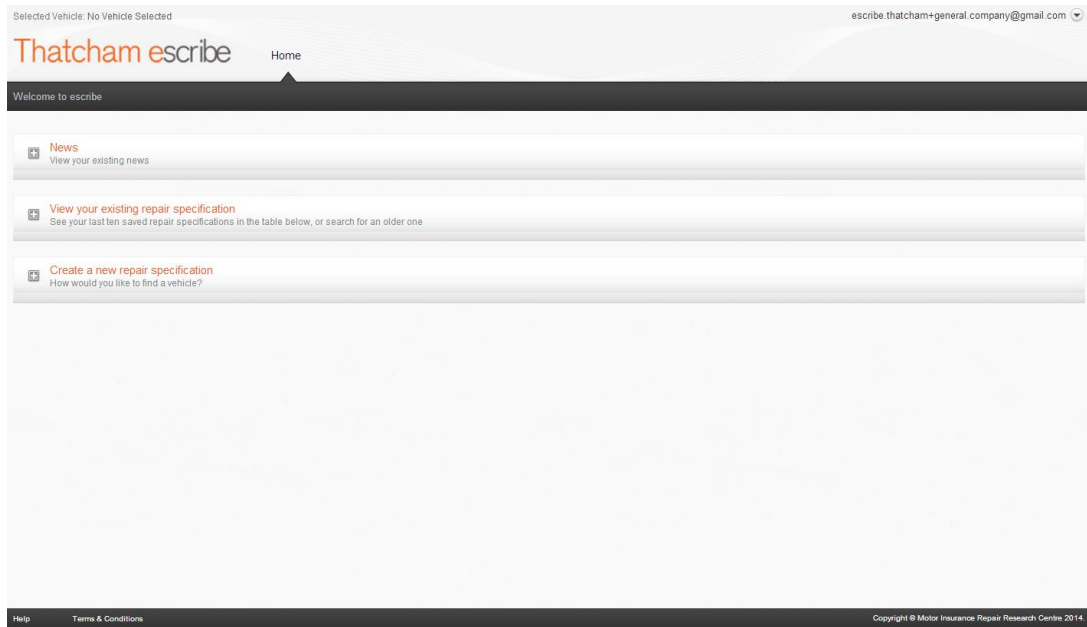 Selected Vehicle: No Vehicle Selected
escribe.thatcham+general.company@gmail.com
Thatcham escribe
Home
Welcome to escribe
News
View your existing news
View your existing repair specification
See your last ten saved repair specifications in the table below, or search for an older one
Create a new repair specification
How would you like to find a vehicle?
Help
Terms & Conditions
Copyright © Motor Insurance Repair Research Centre 2014